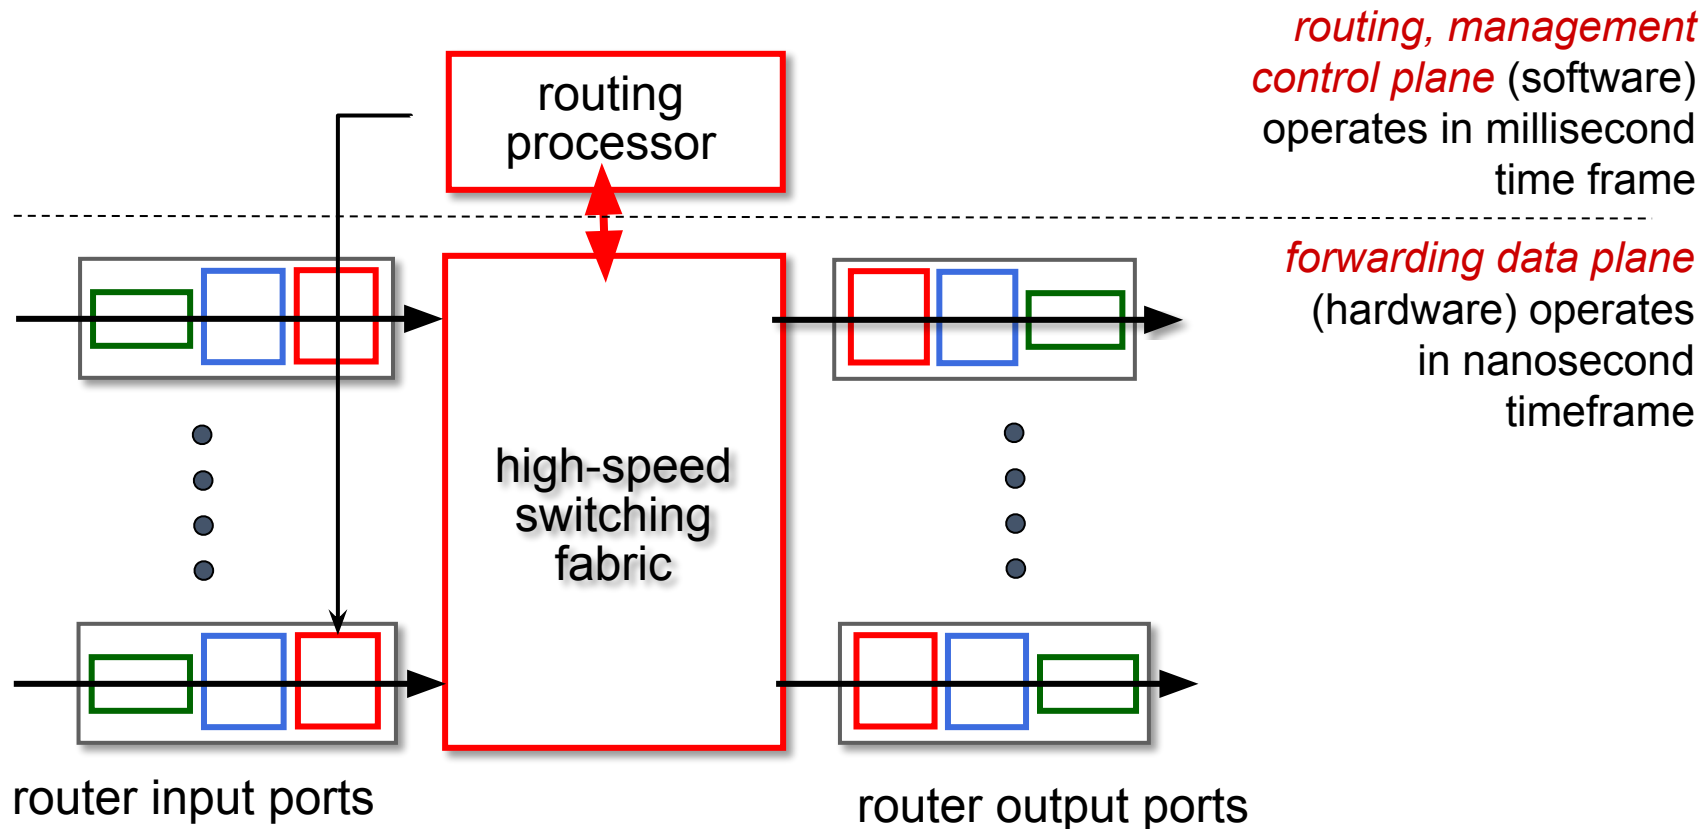 routing, management
control plane (software)
operates in millisecond
time frame
routing
processor
forwarding data plane
(hardware) operates
in nanosecond
timeframe
high-speed
switching
fabric
router input ports
router output ports